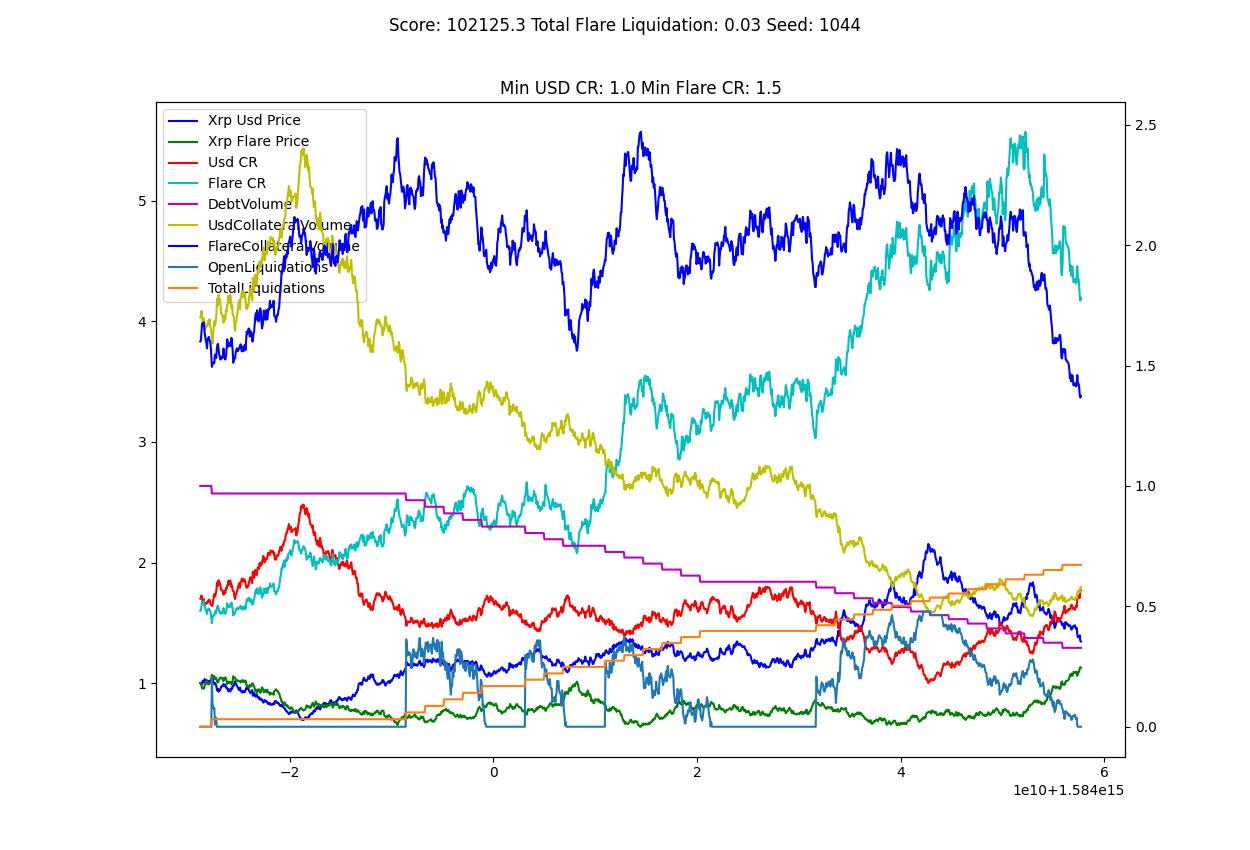 Score: 102125.3 Total Flare Liquidation: 0.03 Seed: 1044
Min USD CR: 1.0 Min Flare CR: 1.5
Xrp Usd Price
Xrp Flare Price
Usd CR
Flare CR
DebtVolume
UsdCollateralVolume
FlareCollateralVolume
OpenLiquidations
TotalLiquidations
5
4
3
2
1
2.5
2.0
1.5
1.0
0.5
0.0
−2
0
2
4
6
1e10+1.584e15